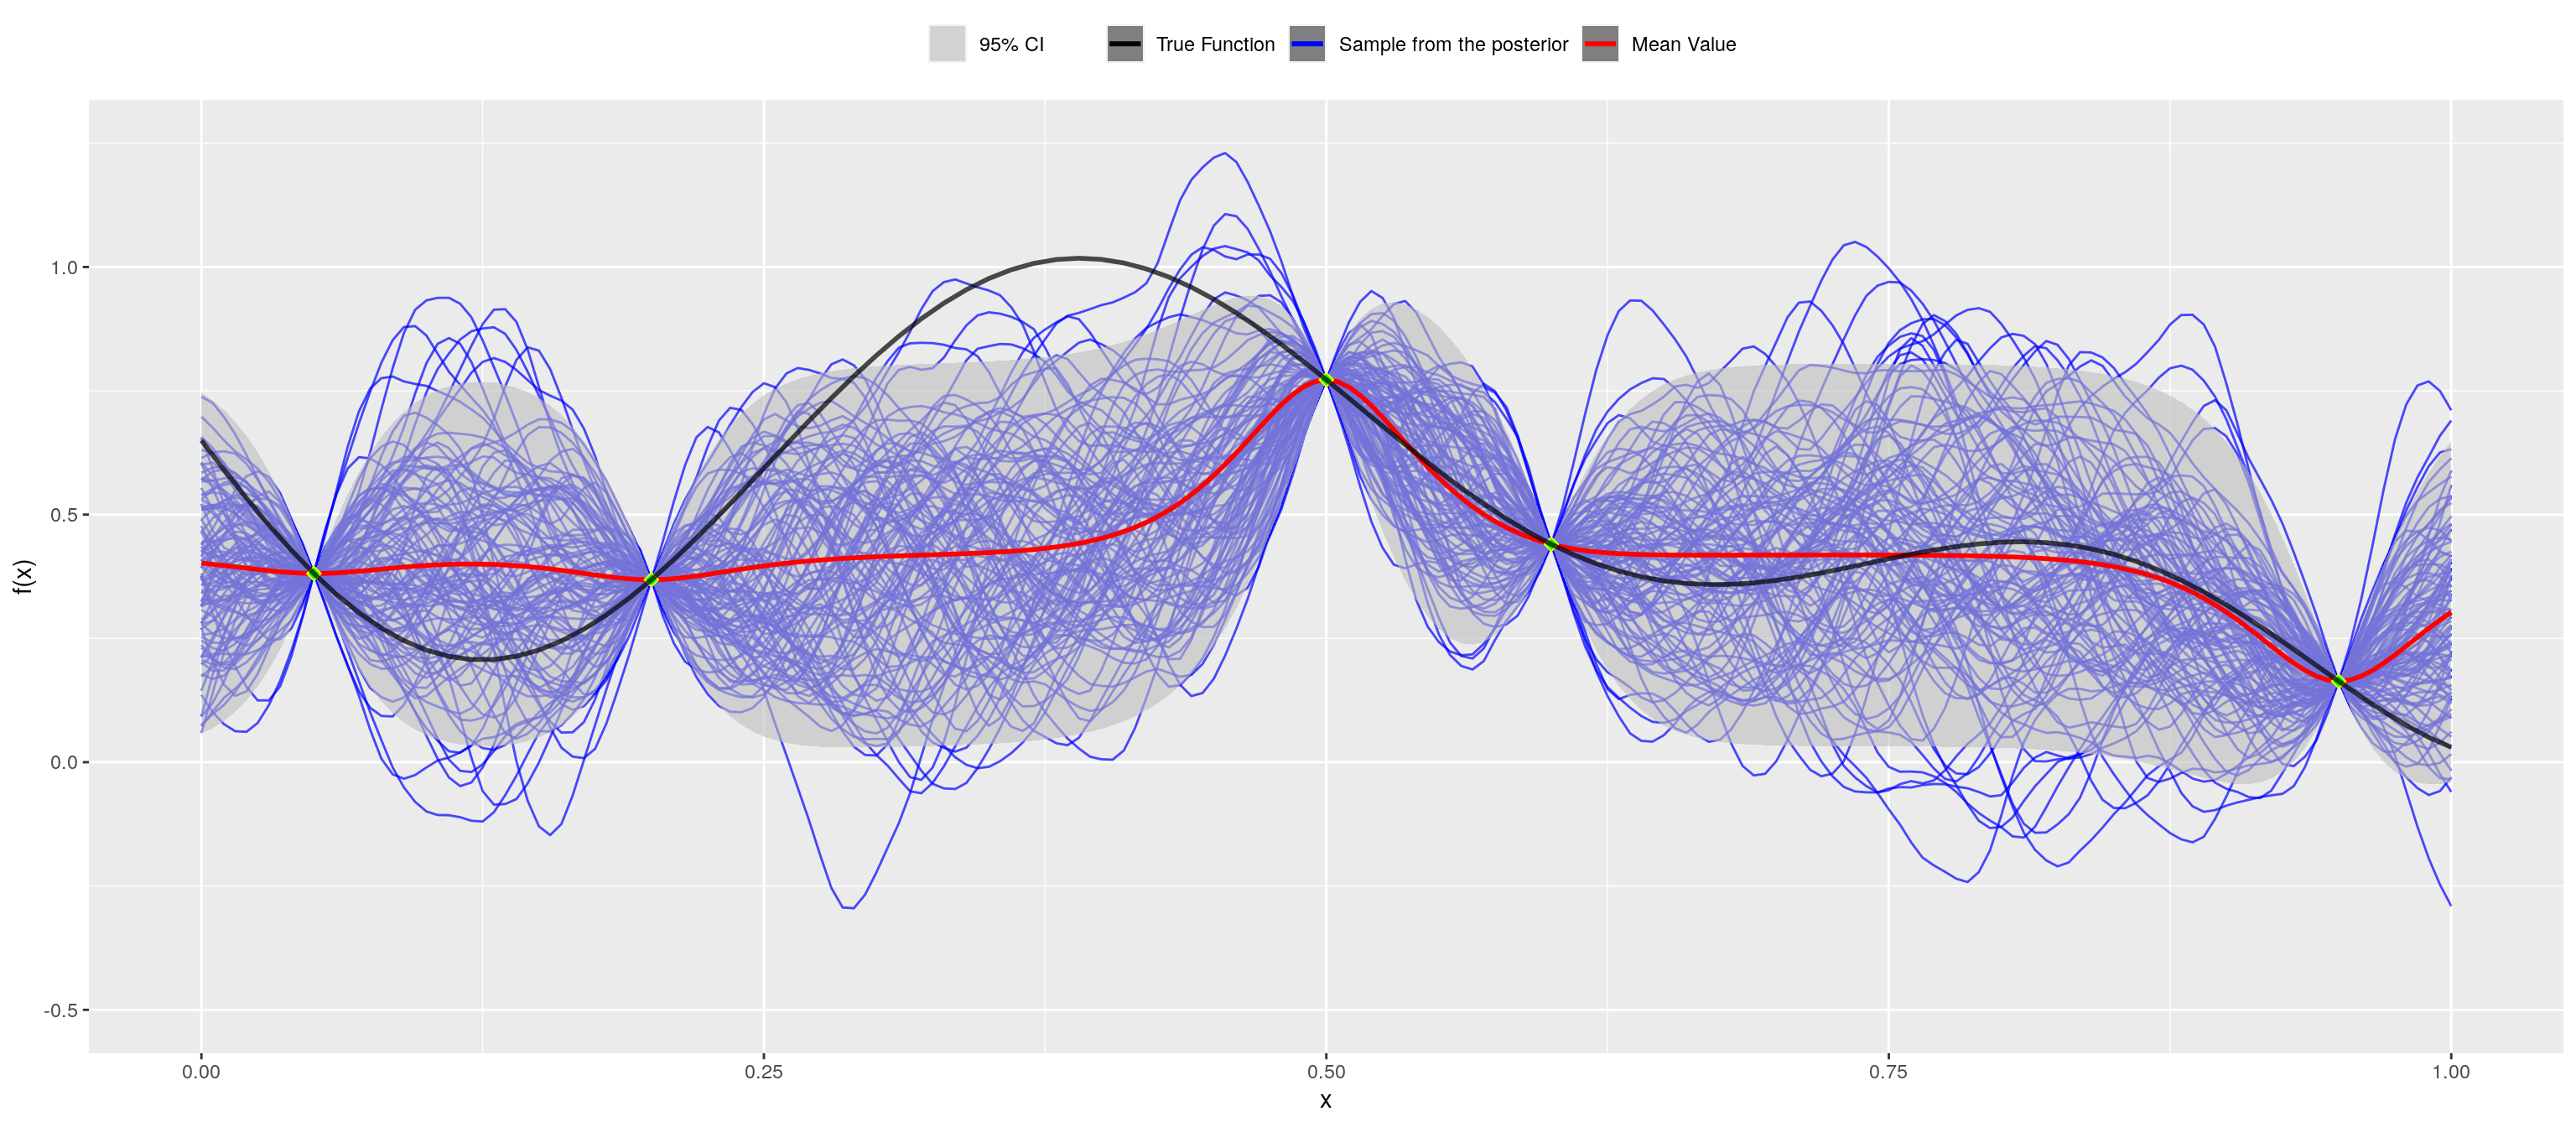 95% CI True Function Sample from the posterior Mean Value
1.0
0.5
0.0
-0.5
f(x)
0.00 0.25 0.50 0.75 1.00
x